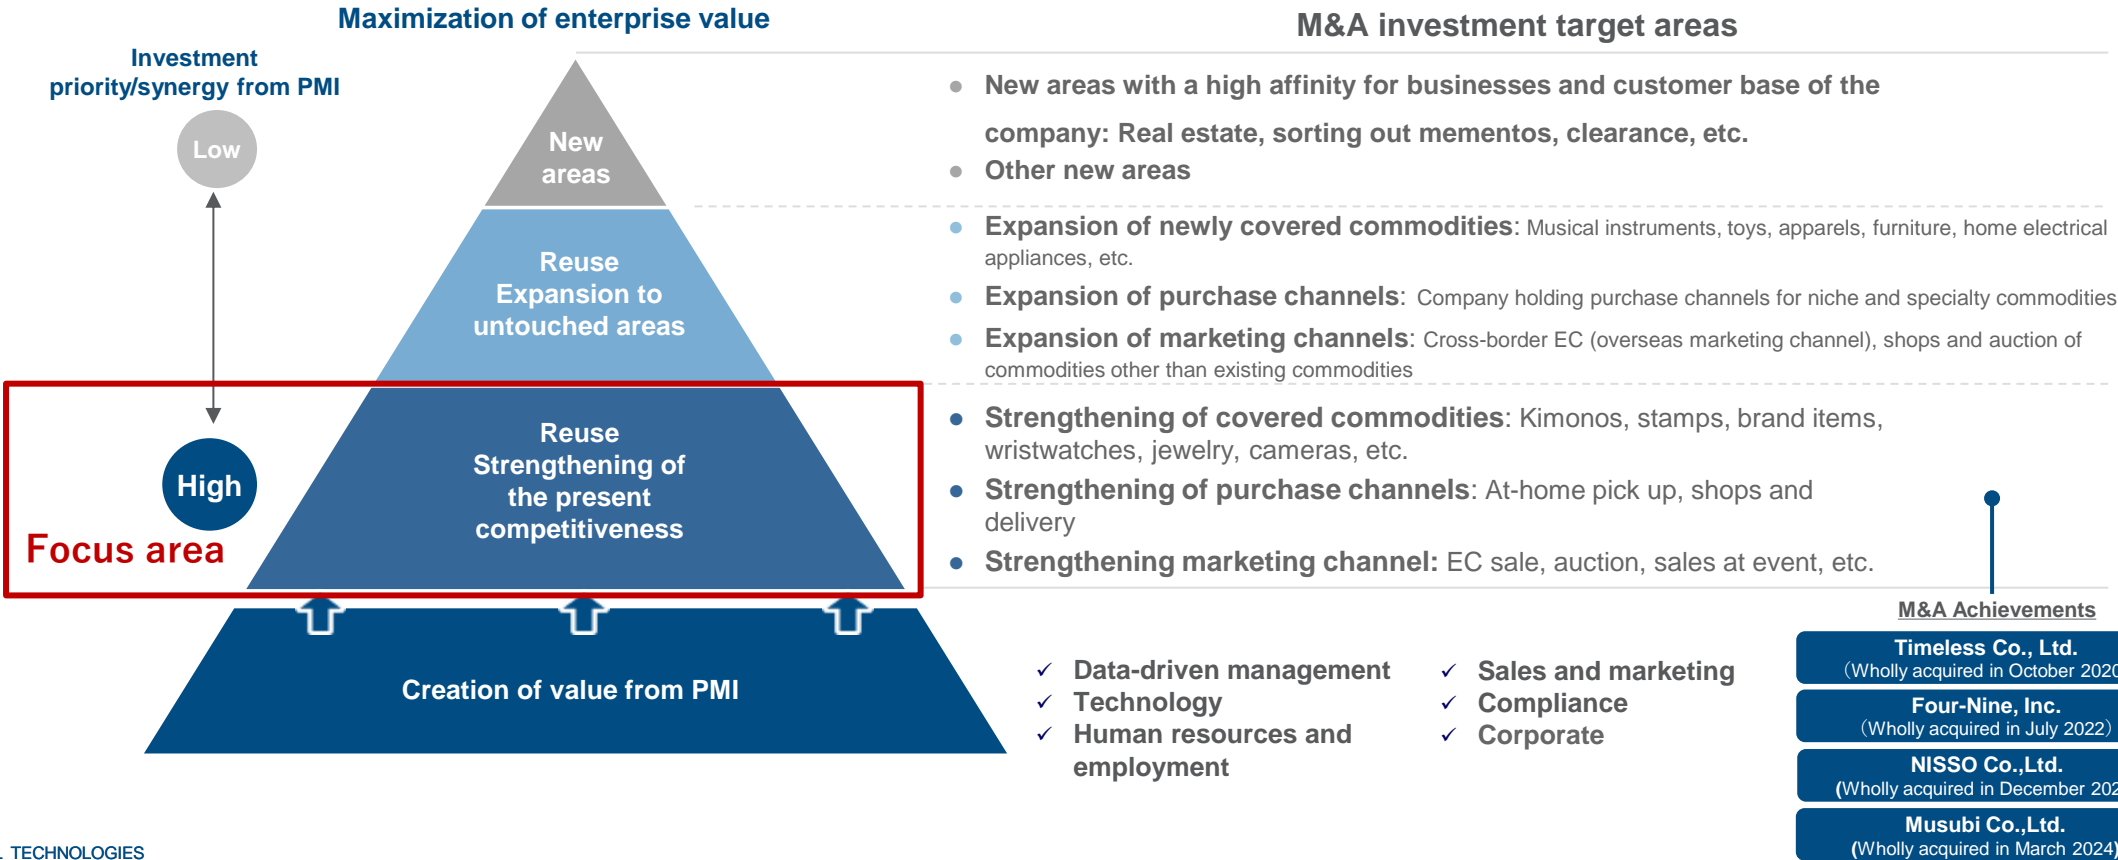 Maximization of enterprise value
M&A investment target areas
Investment
priority/synergy from PMI
Low
High
Focus area
New
areas
Reuse
Expansion to
untouched areas
Reuse
Strengthening of
the present
competitiveness
Creation of value from PMI
● New areas with a high affinity for businesses and customer base of the
company: Real estate, sorting out mementos, clearance, etc.
● Other new areas
● Expansion of newly covered commodities: Musical instruments, toys, apparels, furniture, home electrical
appliances, etc.
● Expansion of purchase channels: Company holding purchase channels for niche and specialty commodities
● Expansion of marketing channels: Cross-border EC (overseas marketing channel), shops and auction of
commodities other than existing commodities
● Strengthening of covered commodities: Kimonos, stamps, brand items,
wristwatches, jewelry, cameras, etc.
● Strengthening of purchase channels: At-home pick up, shops and
delivery
● Strengthening marketing channel: EC sale, auction, sales at event, etc.
✓ Data-driven management
✓ Technology
✓ Human resources and
employment
✓ Sales and marketing
✓ Compliance
✓ Corporate
M&A Achievements
Timeless Co., Ltd.
（Wholly acquired in October 2020
Four-Nine, Inc.
（Wholly acquired in July 2022）
NISSO Co.,Ltd.
(Wholly acquired in December
Musubi Co.,Ltd.
(Wholly acquired in March 2024)
TECHNOLOGIES